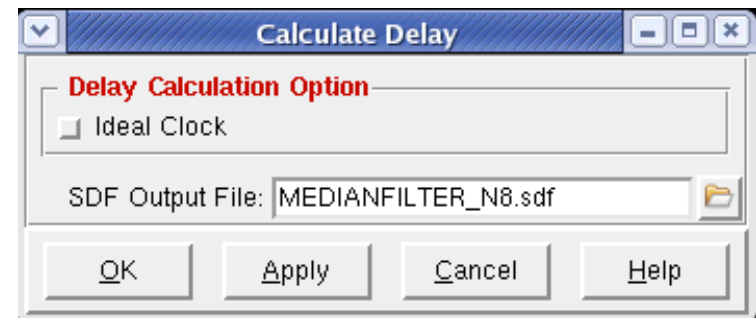 Calculate Delay
Delay Calculation Option
Ideal Clock
SDF Output File: MEDIANFILTER_N8.sdf
OK Apply Cancel Help